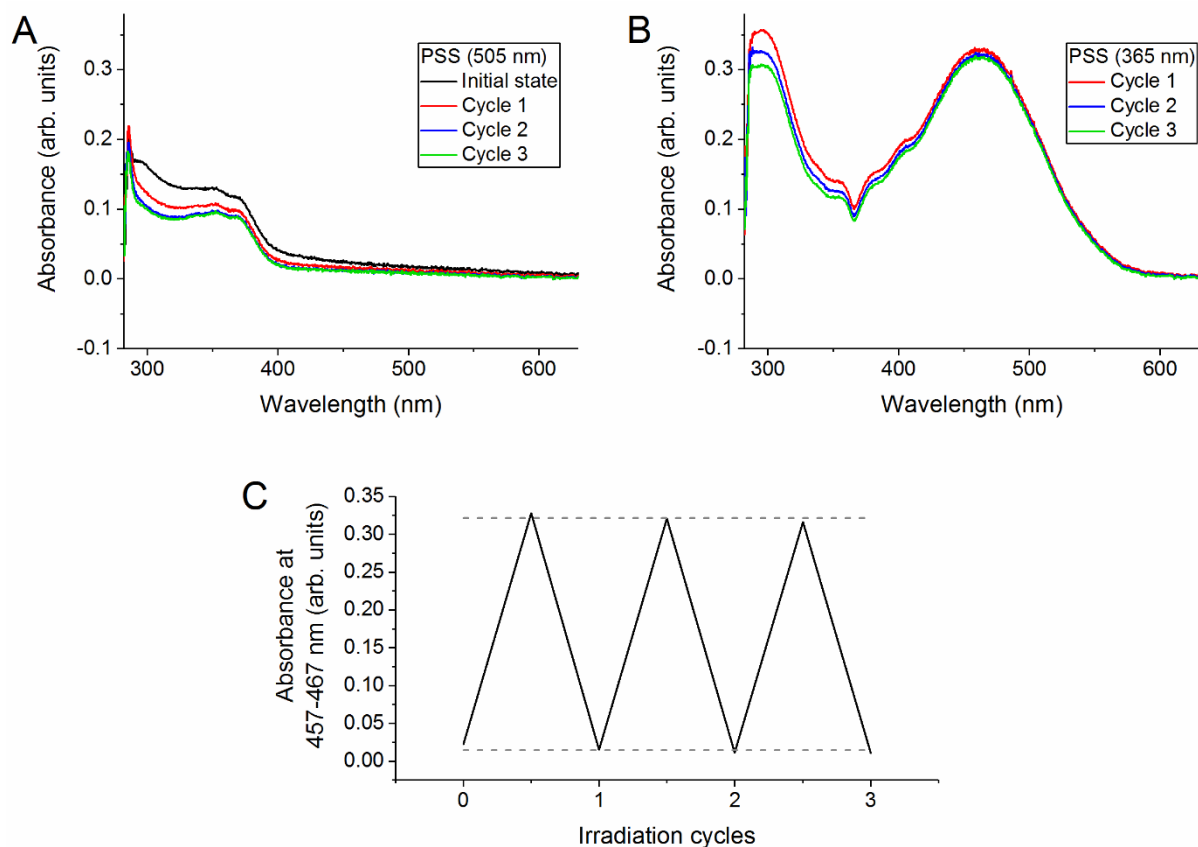 A
PSS (505 nm)
Initial state
Cycle 1
Cycle 2
Cycle 3
Absorbance (arb. units)
0.3
0.2
0.1
0.0
-0.1
300 400 500 600
Wavelength (nm)
B
PSS (365 nm)
Cycle 1
Cycle 2
Cycle 3
Absorbance (arb. units)
0.3
0.2
0.1
0.0
-0.1
300 400 500 600
Wavelength (nm)
C
Absorbance at
457-467 nm (arb. units)
0.35
0.30
0.25
0.20
0.15
0.10
0.05
0.00
0 1 2 3
Irradiation cycles